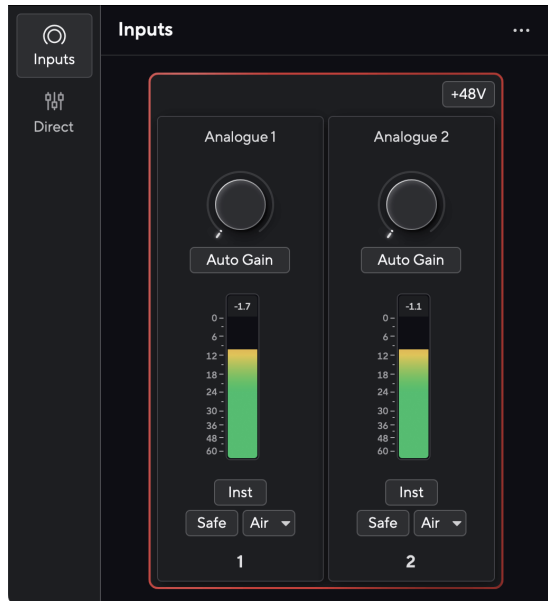 Inputs
Direct
Inputs
...
+48V
Analogue 1
Auto Gain
-1.7
0
6
12
18
24
30
36
48
60
Inst
Safe Air
1
Analogue 2
Auto Gain
-1.1
0
6
12
18
24
30
36
48
60
Inst
Safe Air
2